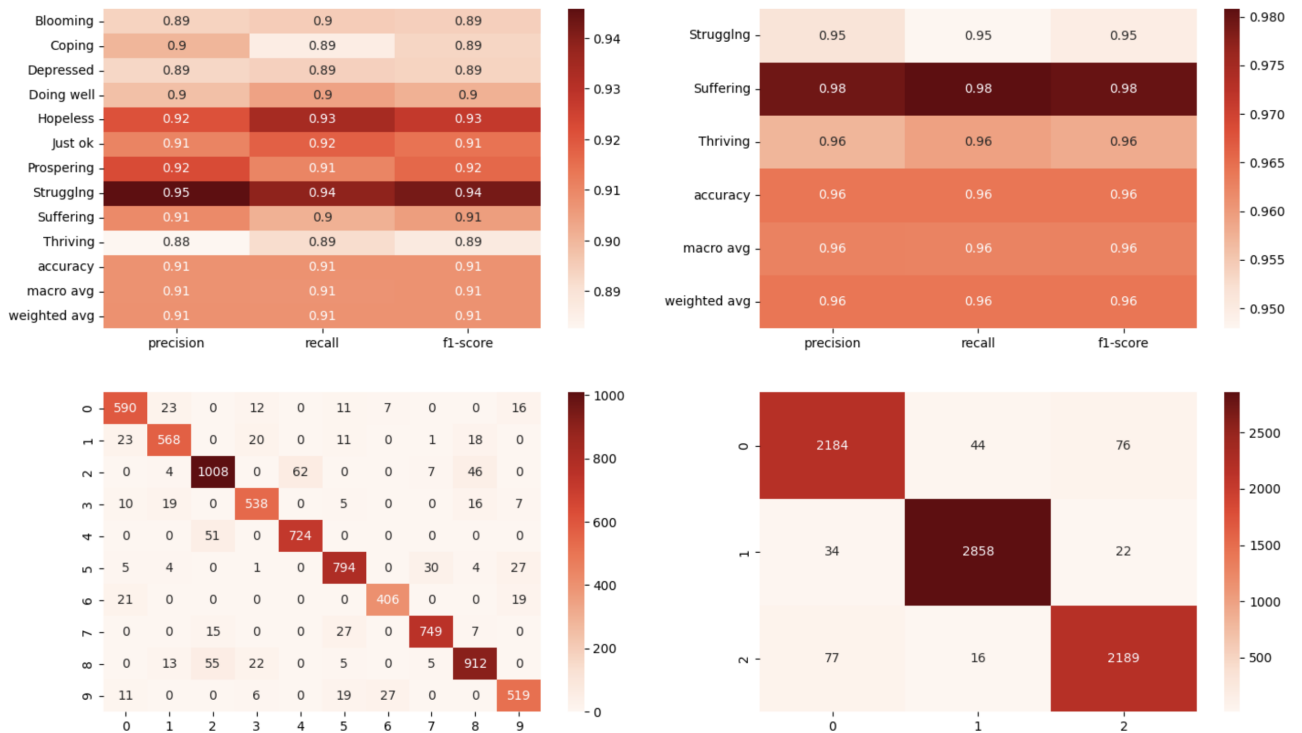 Blooming 0.89 0.9 0.89
Coping 0.9 0.89 0.89
Depressed 0.89 0.89 0.89
Doing well 0.9 0.9 0.9
Hopeless 0.92 0.93 0.93
Just ok 0.91 0.92 0.91
Prospering 0.92 0.91 0.92
Strugglng 0.95 0.94 0.94
Suffering 0.91 0.9 0.91
Thriving 0.88 0.89 0.89
accuracy 0.91 0.91 0.91
macro avg 0.91 0.91 0.91
weighted avg 0.91 0.91 0.91
precision recall f1-score
0.94
0.93
0.92
0.91
0.90
0.89
Strugglng 0.95 0.95 0.95
Suffering 0.98 0.98 0.98
Thriving 0.96 0.96 0.96
accuracy 0.96 0.96 0.96
macro avg 0.96 0.96 0.96
weighted avg 0.96 0.96 0.96
precision recall f1-score
0.980
0.975
0.970
0.965
0.960
0.955
0.950
0 590 23 0 12 0 11 7 0 0 16
1 23 568 0 20 0 11 0 1 18 0
2 0 4 1008 0 62 0 0 7 46 0
3 10 19 0 538 0 5 0 0 16 7
4 0 0 51 0 724 0 0 0 0 0
5 5 4 0 1 0 794 0 30 4 27
6 21 0 0 0 0 0 406 0 0 19
7 0 0 15 0 0 27 0 749 7 0
8 0 13 55 22 0 5 0 5 912 0
9 11 0 0 6 0 19 27 0 0 519
0 1 2 3 4 5 6 7 8 9
1000
800
600
400
200
0
0 2184 44 76
1 34 2858 22
2 77 16 2189
0 1 2
2500
2000
1500
1000
500